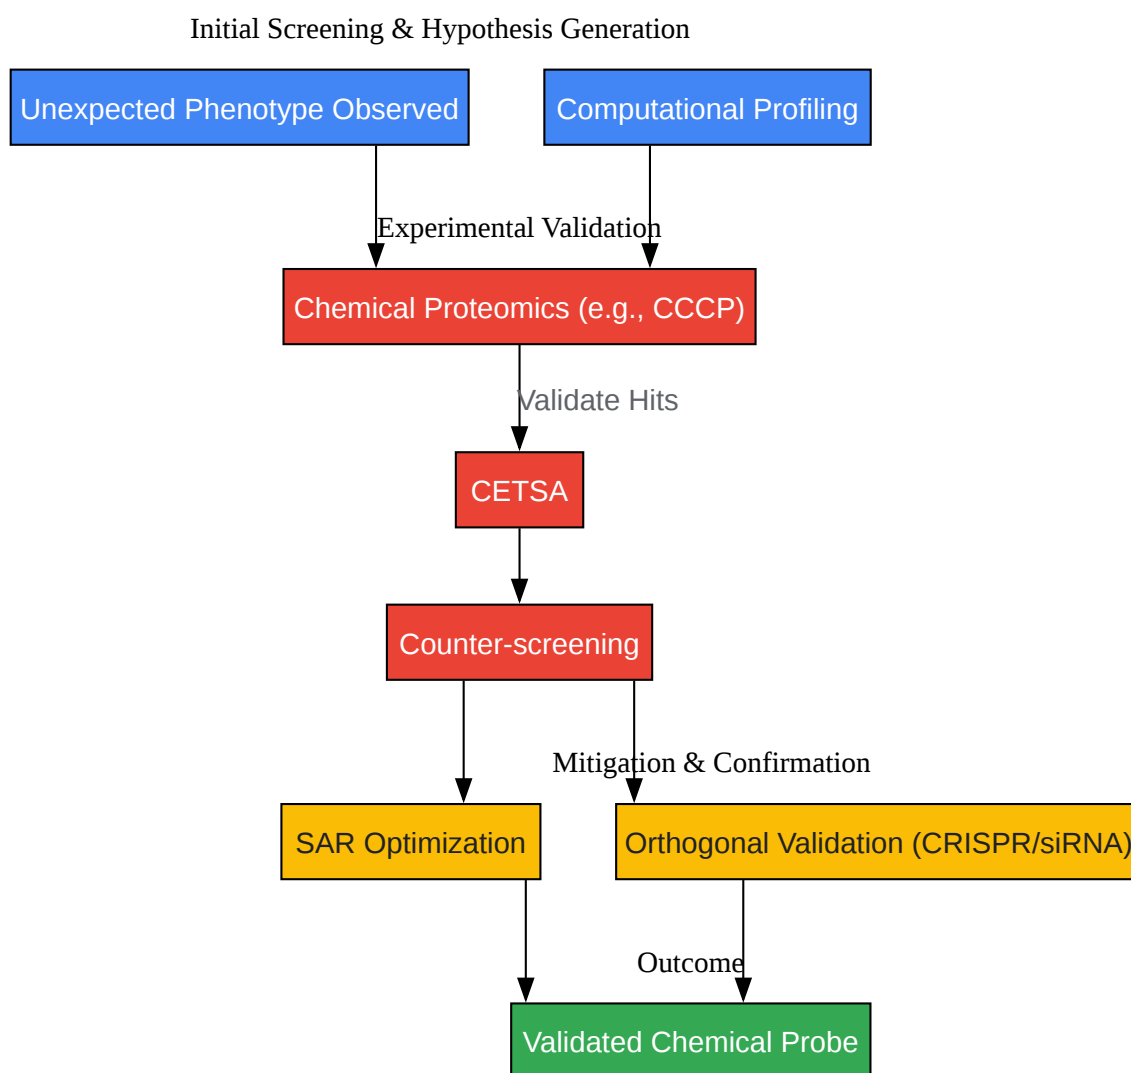 Initial Screening & Hypothesis Generation
Unexpected Phenotype Observed
Computational Profiling
Experimental Validation
Chemical Proteomics (e.g., CCCP)
Validate Hits
CETSA
Counter-screening
Mitigation & Confirmation
SAR Optimization
Orthogonal Validation (CRISPR/siRNA)
Outcome
Validated Chemical Probe